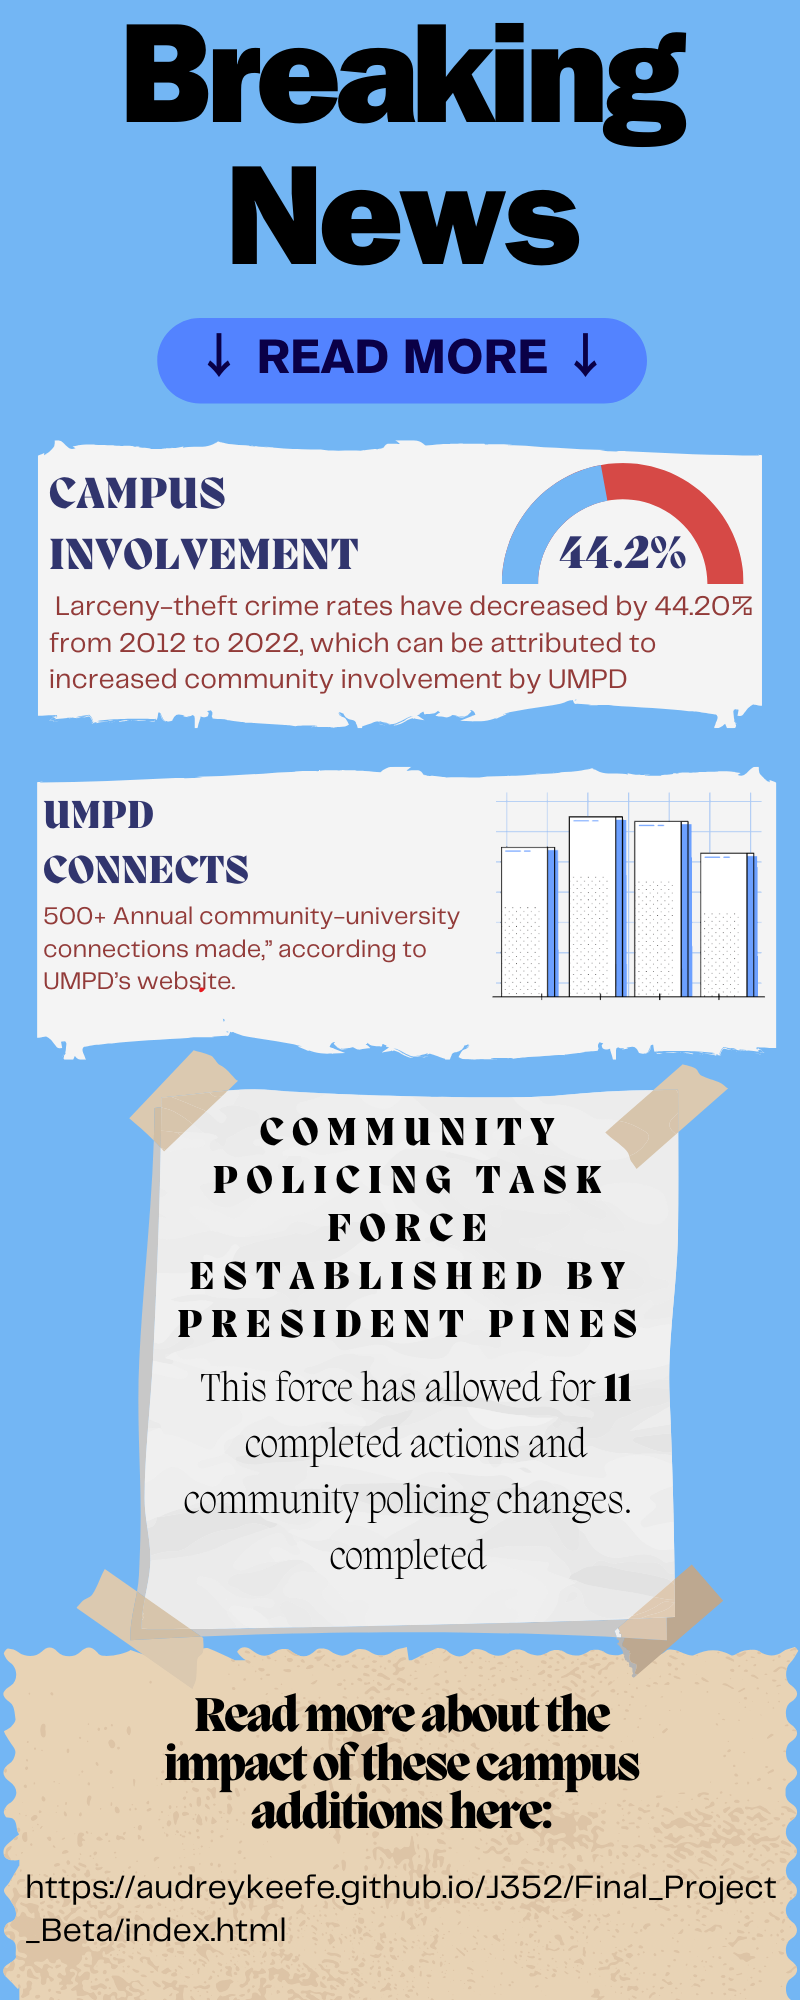 Breaking
News
↓ READ MORE ↓
CAMPUS
INVOLVEMENT
44.2%
Larceny-theft crime rates have decreased by 44.20%
from 2012 to 2022, which can be attributed to
increased community involvement by UMPD
UMPD
CONNECTS
500+ Annual community-university
connections made,” according to
UMPD’s website.
COMMUNITY
POLICING TASK
FORCE
ESTABLISHED BY
PRESIDENT PINES
This force has allowed for 11
completed actions and
community policing changes.
completed
Read more about the
impact of these campus
additions here:
https://audreykeefe.github.io/J352/Final_Project
_Beta/index.html